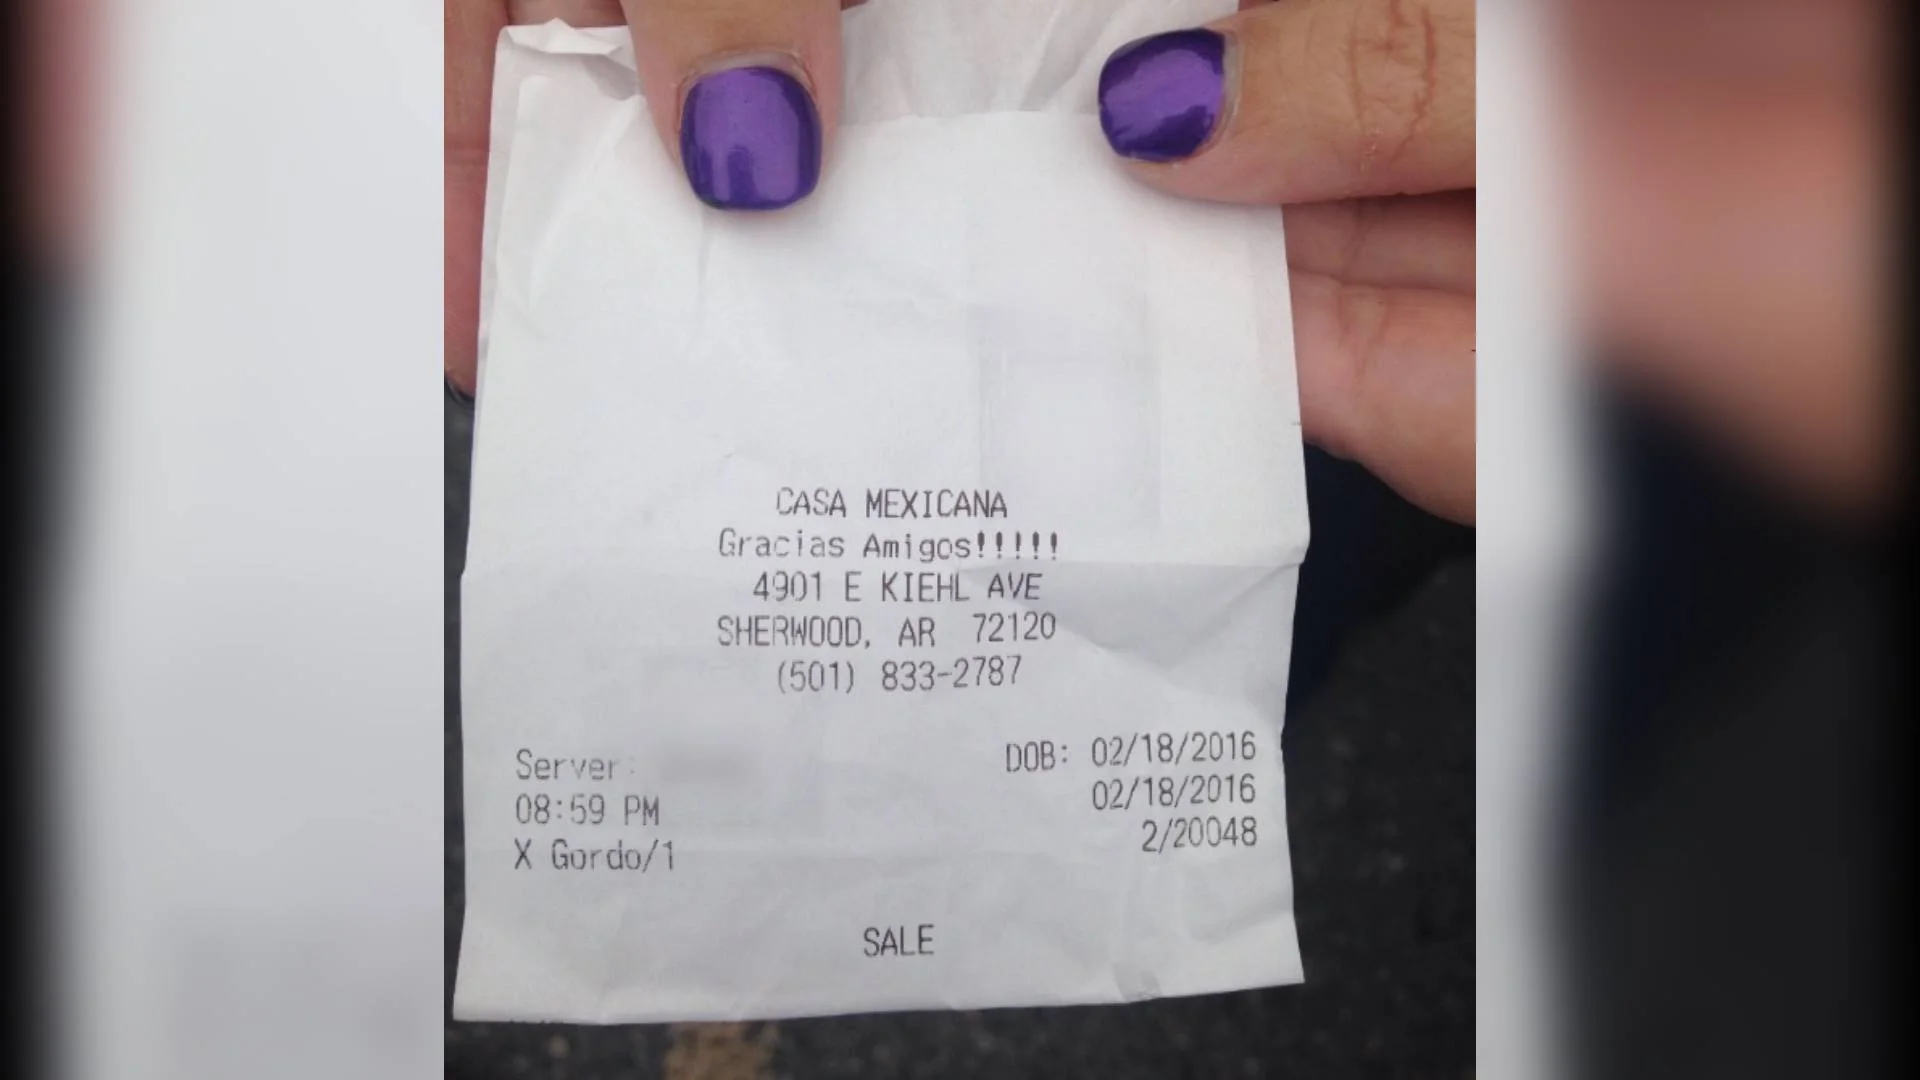 CASA MEXICANA
Gracias Amigos!!!!!
4901 E KIEHL AVE
SHERWOOD, AR 72120
(501) 833-2787
Server: DOB: 02/18/2016
08:59 PM 02/18/2016
X Gordo/1 2/20048
SALE